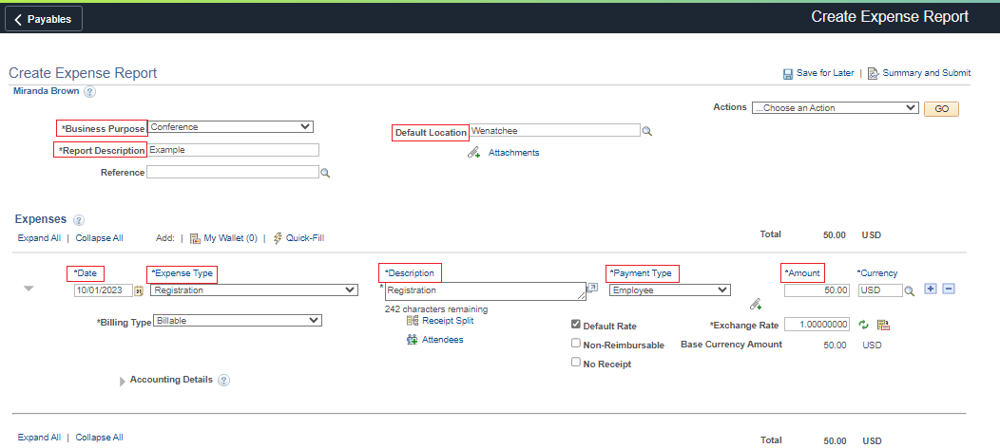 Payables Create Expense Report
Create Expense Report Save for Later | Summary and Submit
Miranda Brown ?
Actions ...Choose an Action GO
*Business Purpose Conference Default Location Wenatchee
*Report Description Example Attachments
Reference
Expenses ?
Expand All | Collapse All Add: | My Wallet (0) | Quick-Fill Total 50.00 USD
*Date *Expense Type *Description *Payment Type *Amount *Currency
10/01/2023 Registration * Registration Employee 50.00 USD
242 characters remaining
*Billing Type Billable Receipt Split Default Rate *Exchange Rate 1.00000000
Attendees Non-Reimbursable Base Currency Amount 50.00 USD
No Receipt
Accounting Details ?
Expand All | Collapse All Total 50.00 USD